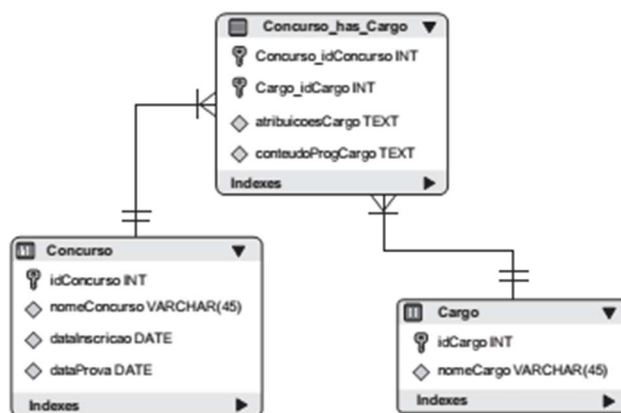 Concurso_has_Cargo
Concurso_idConcurso INT
Cargo_idCargo INT
atribuicoesCargo TEXT
conteudoProgCargo TEXT
Indexes
Concurso
idConcurso INT
nomeConcurso VARCHAR(45)
dataInscricao DATE
dataProva DATE
Indexes
Cargo
idCargo INT
nomeCargo VARCHAR(45)
Indexes